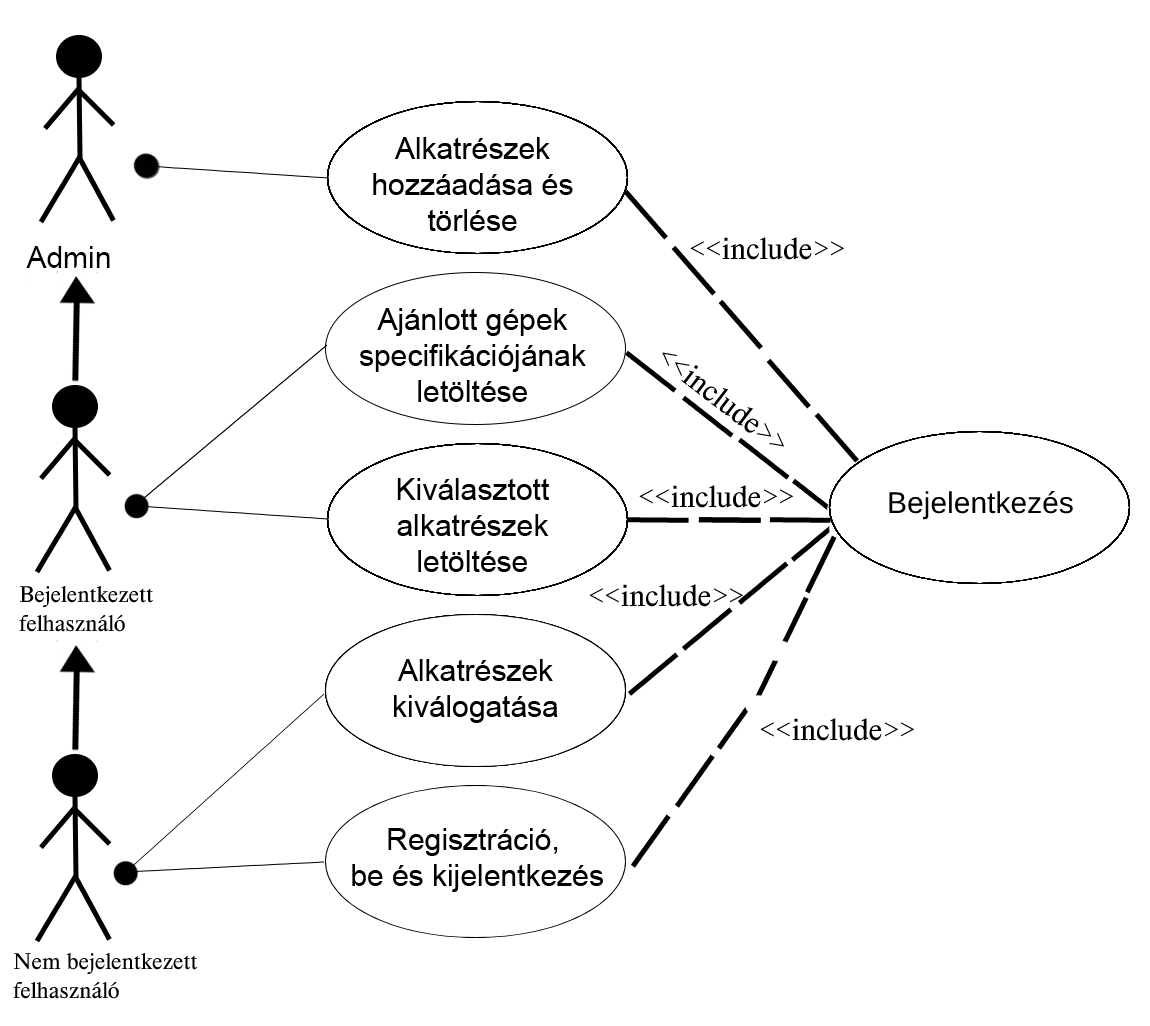 Alkatrészek
hozzáadása és
törlése
<<include>>
Admin
Ajánlott gépek
specifikációjának
letöltése
<<include>>
Kiválasztott
alkatrészek
letöltése
<<include>>
Bejelentkezés
Bejelentkezett
felhasználó
<<include>>
Alkatrészek
kiválogatása
<<include>>
Regisztráció,
be és kijelentkezés
Nem bejelentkezett
felhasználó